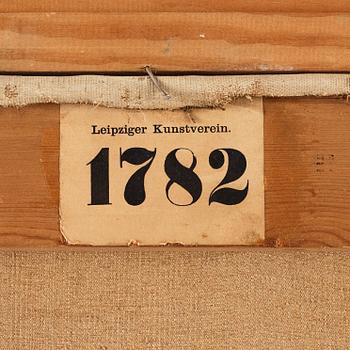 Leipziger Kunstverein.
1782